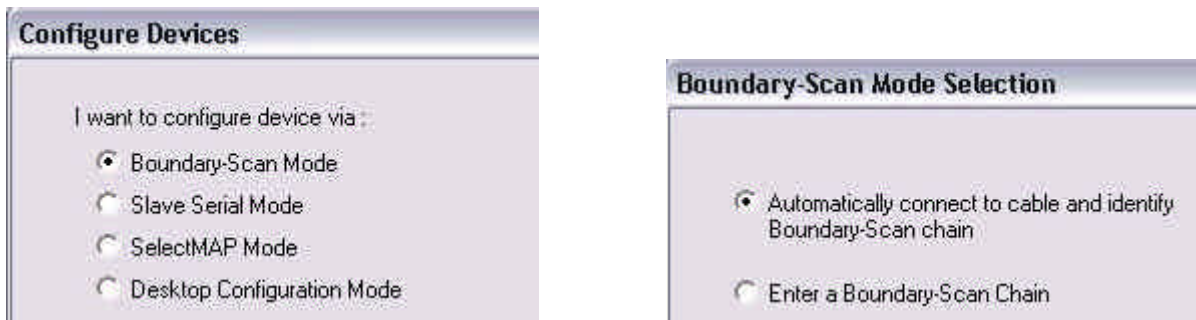 Configure Devices
I want to configure device via :
Boundary-Scan Mode
Slave Serial Mode
SelectMAP Mode
Desktop Configuration Mode
Boundary-Scan Mode Selection
Automatically connect to cable and identify
Boundary-Scan chain
Enter a Boundary-Scan Chain